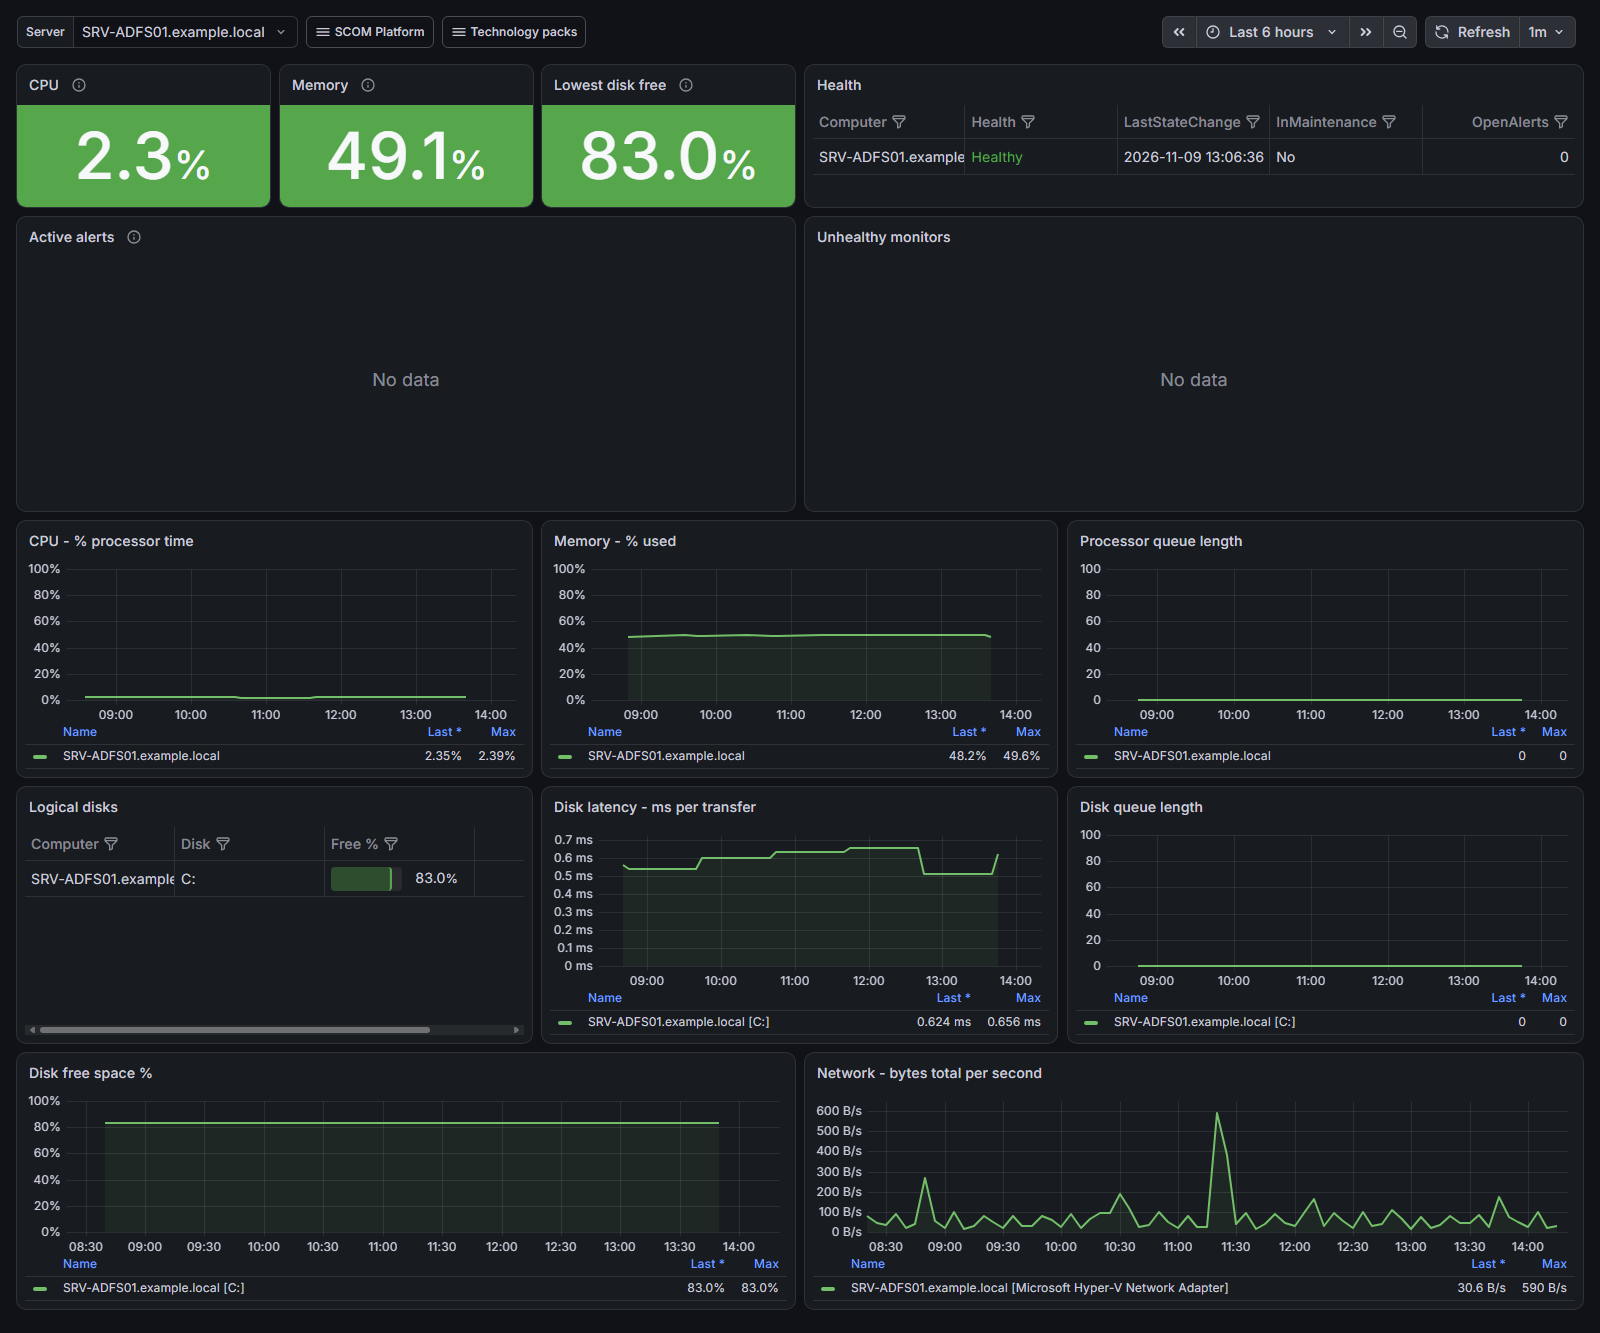 Server SRV-ADFS01.example.local SCOM Platform Technology packs Last 6 hours Refresh 1m
CPU Memory Lowest disk free Health
2.3% 49.1% 83.0%
Computer Health LastStateChange InMaintenance OpenAlerts
SRV-ADFS01.example Healthy 2026-11-09 13:06:36 No 0
Active alerts
No data
Unhealthy monitors
No data
CPU - % processor time
100%
80%
60%
40%
20%
0%
09:00 10:00 11:00 12:00 13:00 14:00
Name Last * Max
SRV-ADFS01.example.local 2.35% 2.39%
Memory - % used
100%
80%
60%
40%
20%
0%
09:00 10:00 11:00 12:00 13:00 14:00
Name Last * Max
SRV-ADFS01.example.local 48.2% 49.6%
Processor queue length
100
80
60
40
20
0
09:00 10:00 11:00 12:00 13:00 14:00
Name Last * Max
SRV-ADFS01.example.local 0 0
Logical disks
Computer Disk Free %
SRV-ADFS01.example C: 83.0%
Disk latency - ms per transfer
0.7 ms
0.6 ms
0.5 ms
0.4 ms
0.3 ms
0.2 ms
0.1 ms
0 ms
09:00 10:00 11:00 12:00 13:00 14:00
Name Last * Max
SRV-ADFS01.example.local [C:] 0.624 ms 0.656 ms
Disk queue length
100
80
60
40
20
0
09:00 10:00 11:00 12:00 13:00 14:00
Name Last * Max
SRV-ADFS01.example.local [C:] 0 0
Disk free space %
100%
80%
60%
40%
20%
0%
08:30 09:00 09:30 10:00 10:30 11:00 11:30 12:00 12:30 13:00 13:30 14:00
Name Last * Max
SRV-ADFS01.example.local [C:] 83.0% 83.0%
Network - bytes total per second
600 B/s
500 B/s
400 B/s
300 B/s
200 B/s
100 B/s
0 B/s
08:30 09:00 09:30 10:00 10:30 11:00 11:30 12:00 12:30 13:00 13:30 14:00
Name Last * Max
SRV-ADFS01.example.local [Microsoft Hyper-V Network Adapter] 30.6 B/s 590 B/s